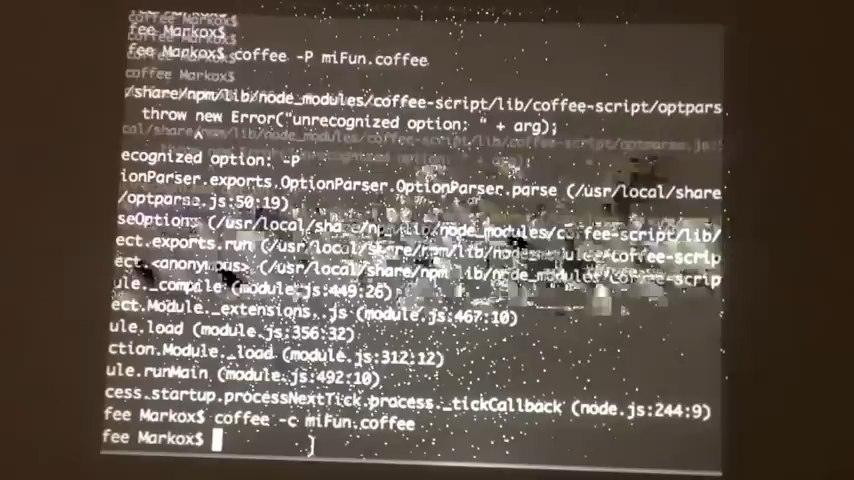 coffee Markox$
fee Markox$
fee Markox$ coffee -P miFun.coffee
coffee Markox$
/share/npm/lib/node_modules/coffee-script/lib/coffee-script/optpars
throw new Error("unrecognized option: " + arg);
ecognized option: -P
ionParser.exports.OptionParser.OptionParser.parse (/usr/local/share
/optparse.js:50:19)
seOptions (/usr/local/share/npm/lib/node_modules/coffee-script/lib/
ect.exports.run (/usr/local/share/npm/lib/node_modules/coffee-scrip
ect.<anonymous> (/usr/local/share/npm/lib/node_modules/coffee-scrip
ule._compile (module.js:449:26)
ect.Module._extensions..js (module.js:467:10)
ule.load (module.js:356:32)
ction.Module._load (module.js:312:12)
ule.runMain (module.js:492:10)
cess.startup.processNextTick.process._tickCallback (node.js:244:9)
fee Markox$ coffee -c miFun.coffee
fee Markox$